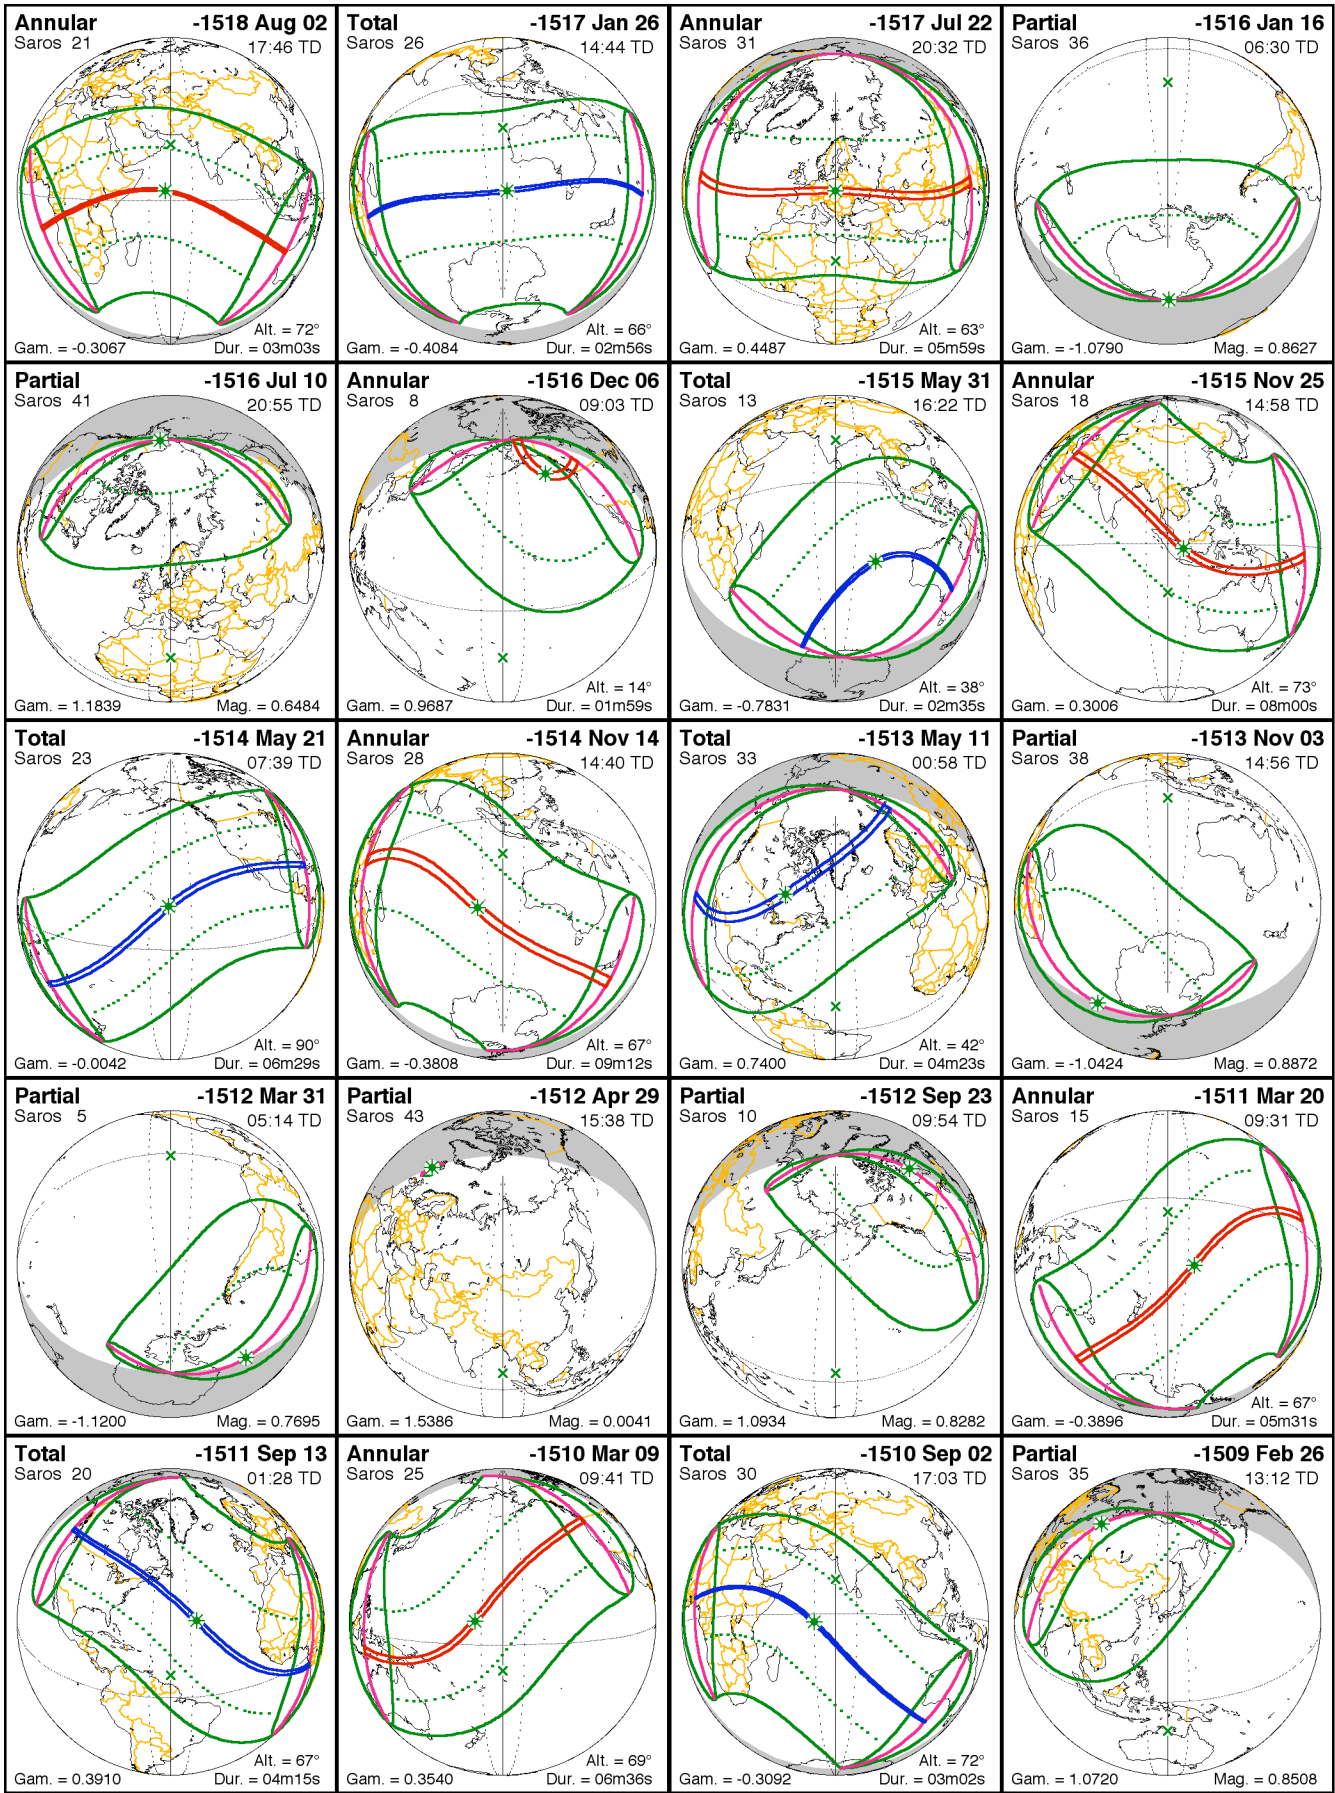 Annular -1518 Aug 02
Saros 21 17:46 TD
Alt. = 72°
Gam. = -0.3067 Dur. = 03m03s
Total -1517 Jan 26
Saros 26 14:44 TD
Alt. = 66°
Gam. = -0.4084 Dur. = 02m56s
Annular -1517 Jul 22
Saros 31 20:32 TD
Alt. = 63°
Gam. = 0.4487 Dur. = 05m59s
Partial -1516 Jan 16
Saros 36 06:30 TD
Gam. = -1.0790 Mag. = 0.8627
Partial -1516 Jul 10
Saros 41 20:55 TD
Gam. = 1.1839 Mag. = 0.6484
Annular -1516 Dec 06
Saros 8 09:03 TD
Alt. = 14°
Gam. = 0.9687 Dur. = 01m59s
Total -1515 May 31
Saros 13 16:22 TD
Alt. = 38°
Gam. = -0.7831 Dur. = 02m35s
Annular -1515 Nov 25
Saros 18 14:58 TD
Alt. = 73°
Gam. = 0.3006 Dur. = 08m00s
Total -1514 May 21
Saros 23 07:39 TD
Alt. = 90°
Gam. = -0.0042 Dur. = 06m29s
Annular -1514 Nov 14
Saros 28 14:40 TD
Alt. = 67°
Gam. = -0.3808 Dur. = 09m12s
Total -1513 May 11
Saros 33 00:58 TD
Alt. = 42°
Gam. = 0.7400 Dur. = 04m23s
Partial -1513 Nov 03
Saros 38 14:56 TD
Gam. = -1.0424 Mag. = 0.8872
Partial -1512 Mar 31
Saros 5 05:14 TD
Gam. = -1.1200 Mag. = 0.7695
Partial -1512 Apr 29
Saros 43 15:38 TD
Gam. = 1.5386 Mag. = 0.0041
Partial -1512 Sep 23
Saros 10 09:54 TD
Gam. = 1.0934 Mag. = 0.8282
Annular -1511 Mar 20
Saros 15 09:31 TD
Alt. = 67°
Gam. = -0.3896 Dur. = 05m31s
Total -1511 Sep 13
Saros 20 01:28 TD
Alt. = 67°
Gam. = 0.3910 Dur. = 04m15s
Annular -1510 Mar 09
Saros 25 09:41 TD
Alt. = 69°
Gam. = 0.3540 Dur. = 06m36s
Total -1510 Sep 02
Saros 30 17:03 TD
Alt. = 72°
Gam. = -0.3092 Dur. = 03m02s
Partial -1509 Feb 26
Saros 35 13:12 TD
Gam. = 1.0720 Mag. = 0.8508